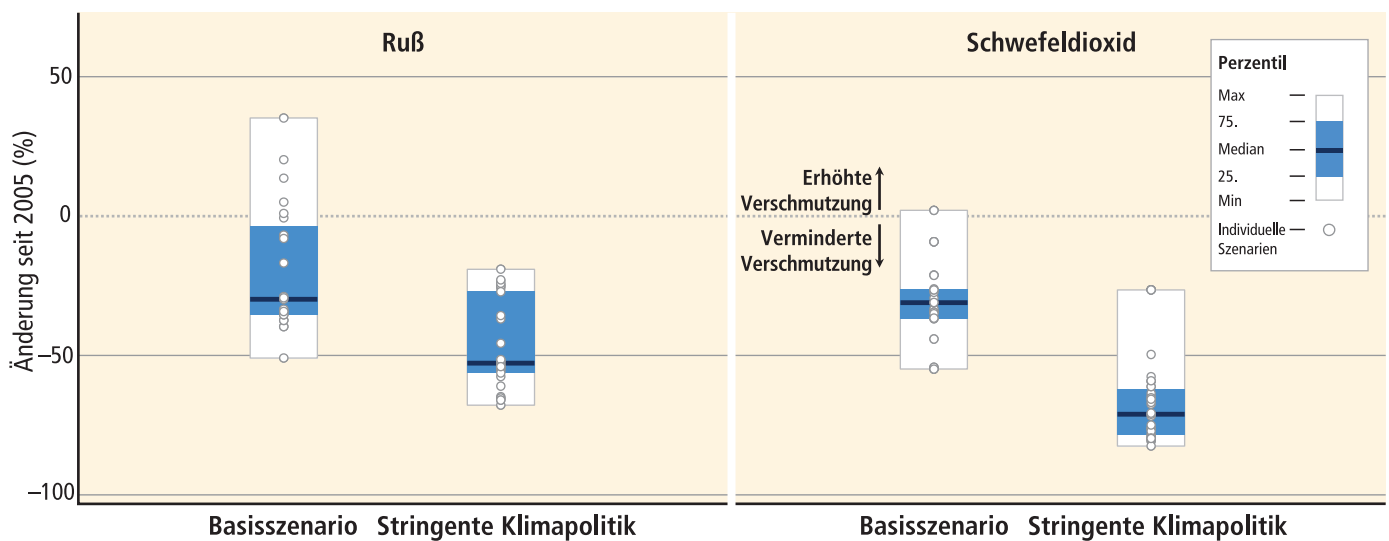 Ruß
Schwefeldioxid
Änderung seit 2005 (%)
50
0
–50
–100
Erhöhte
Verschmutzung
Verminderte
Verschmutzung
Perzentil
Max
75.
Median
25.
Min
Individuelle
Szenarien
Basisszenario
Stringente Klimapolitik
Basisszenario
Stringente Klimapolitik